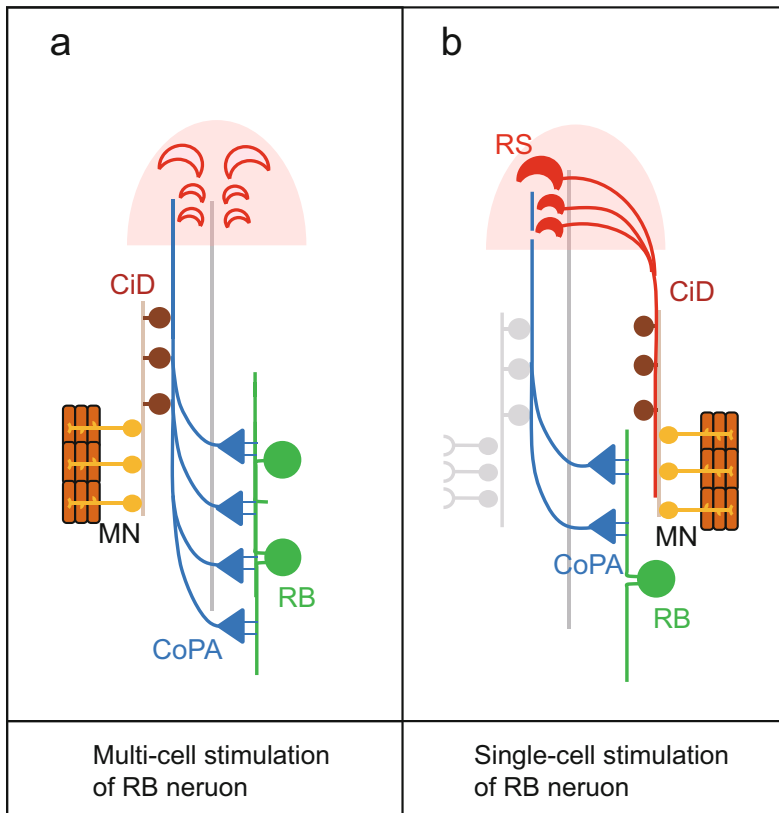 a
CiD
MN
RB
CoPA
Multi-cell stimulation
of RB neruon
b
RS
CiD
MN
CoPA
RB
Single-cell stimulation
of RB neruon